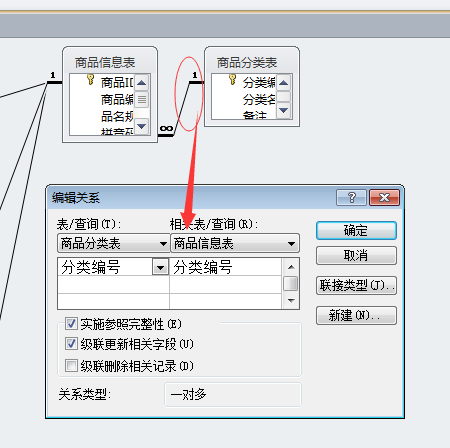 商品信息表
商品分类表
1
1
商品ID
商品编
品名规
拼音码
∞
分类编
分类名
备注
编辑关系
表/查询(T):
相关表/查询(R):
商品分类表
商品信息表
分类编号
分类编号
实施参照完整性(E)
级联更新相关字段(U)
级联删除相关记录(D)
关系类型:
一对多
确定
取消
联接类型(J)..
新建(N)..